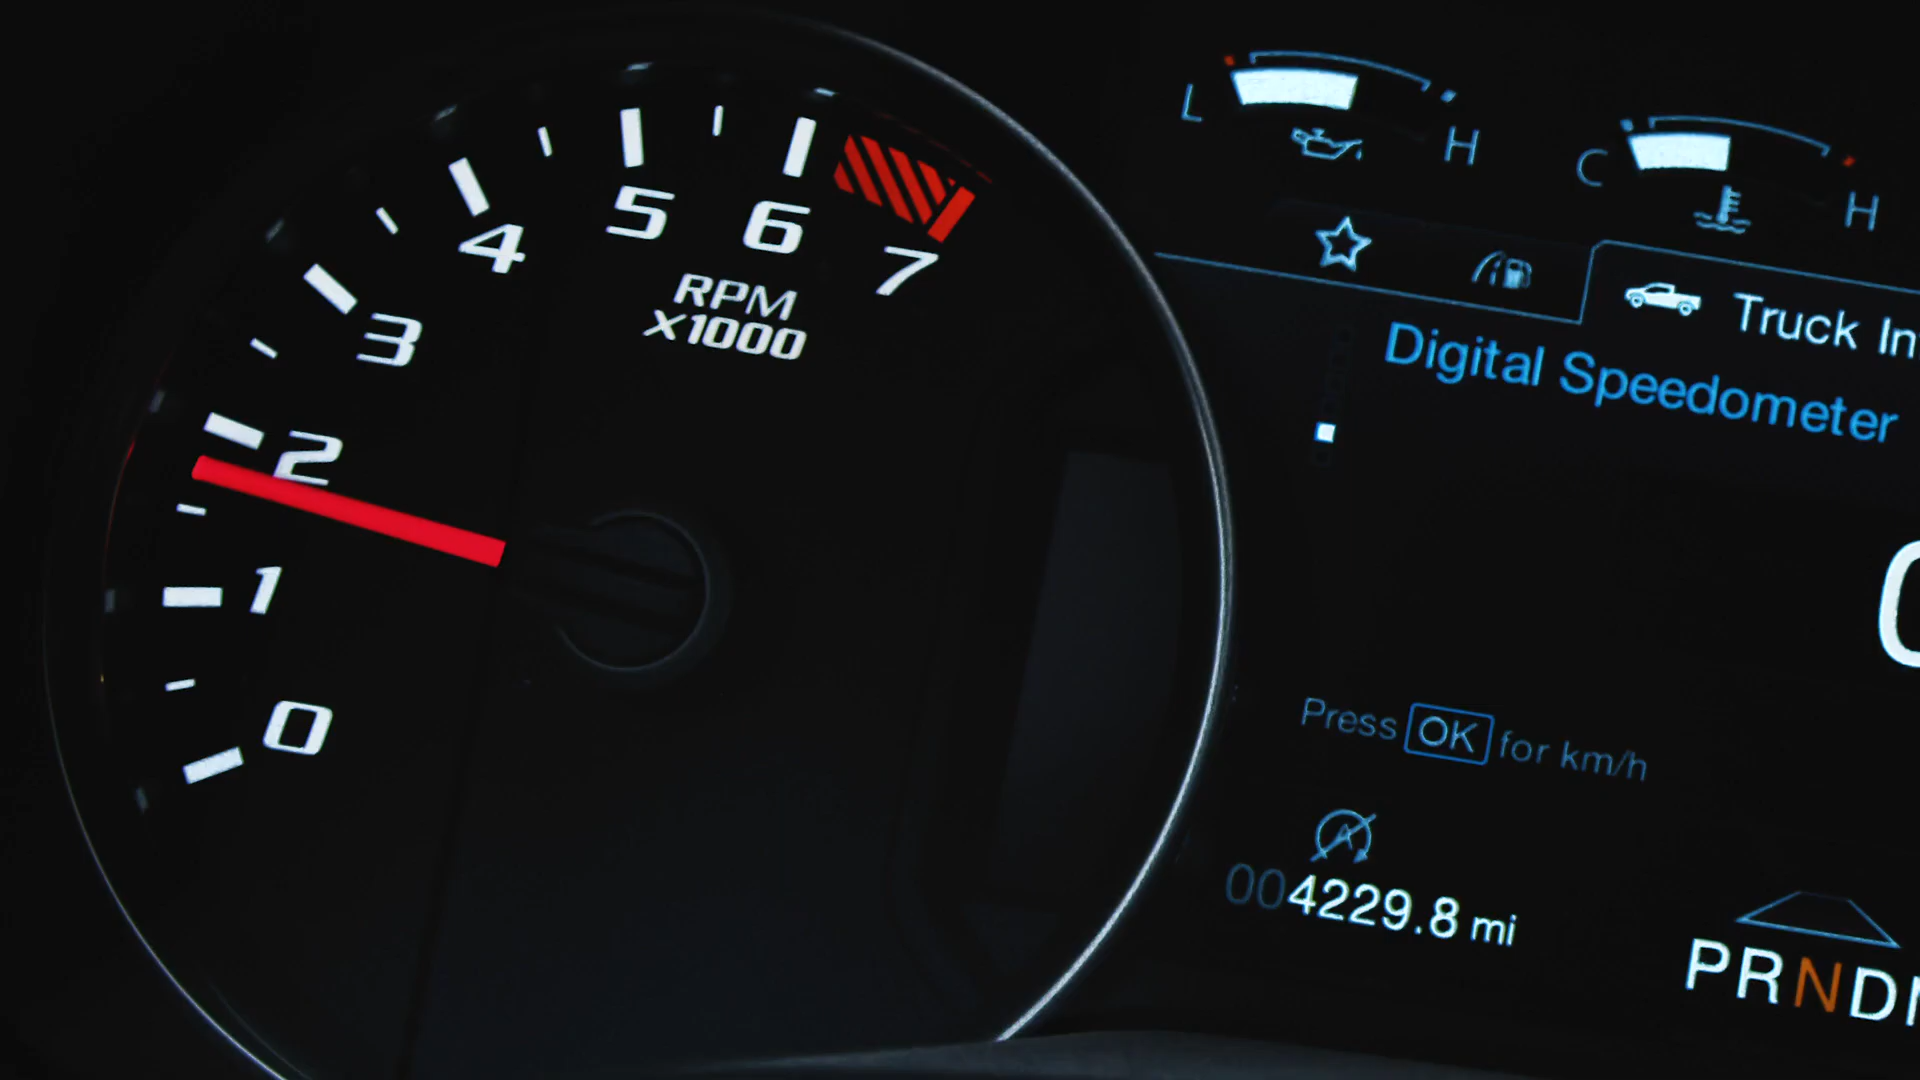 0
1
2
3
4
5
6
7
RPM
x1000
L
H
C
H
Truck In
Digital Speedometer
0
Press OK for km/h
A
004229.8 mi
PRND